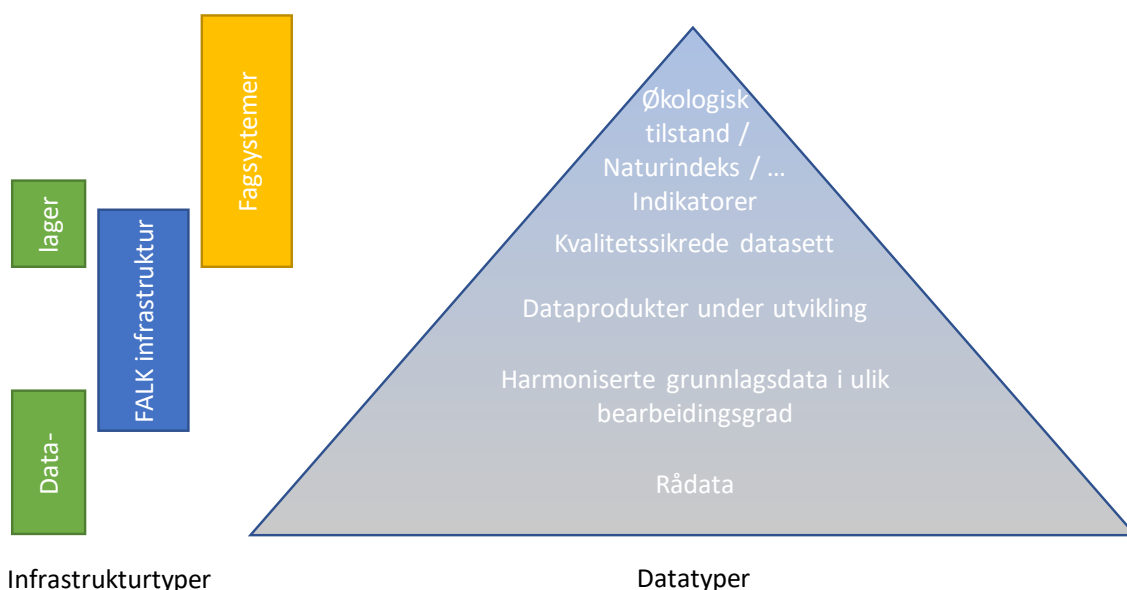 Fagsystemer
lager
FALK infrastruktur
Data-
Infrastrukturtyper
Økologisk
tilstand /
Naturindeks / …
Indikatorer
Kvalitetssikrede datasett
Dataprodukter under utvikling
Harmoniserte grunnlagsdata i ulik
bearbeidingsgrad
Rådata
Datatyper